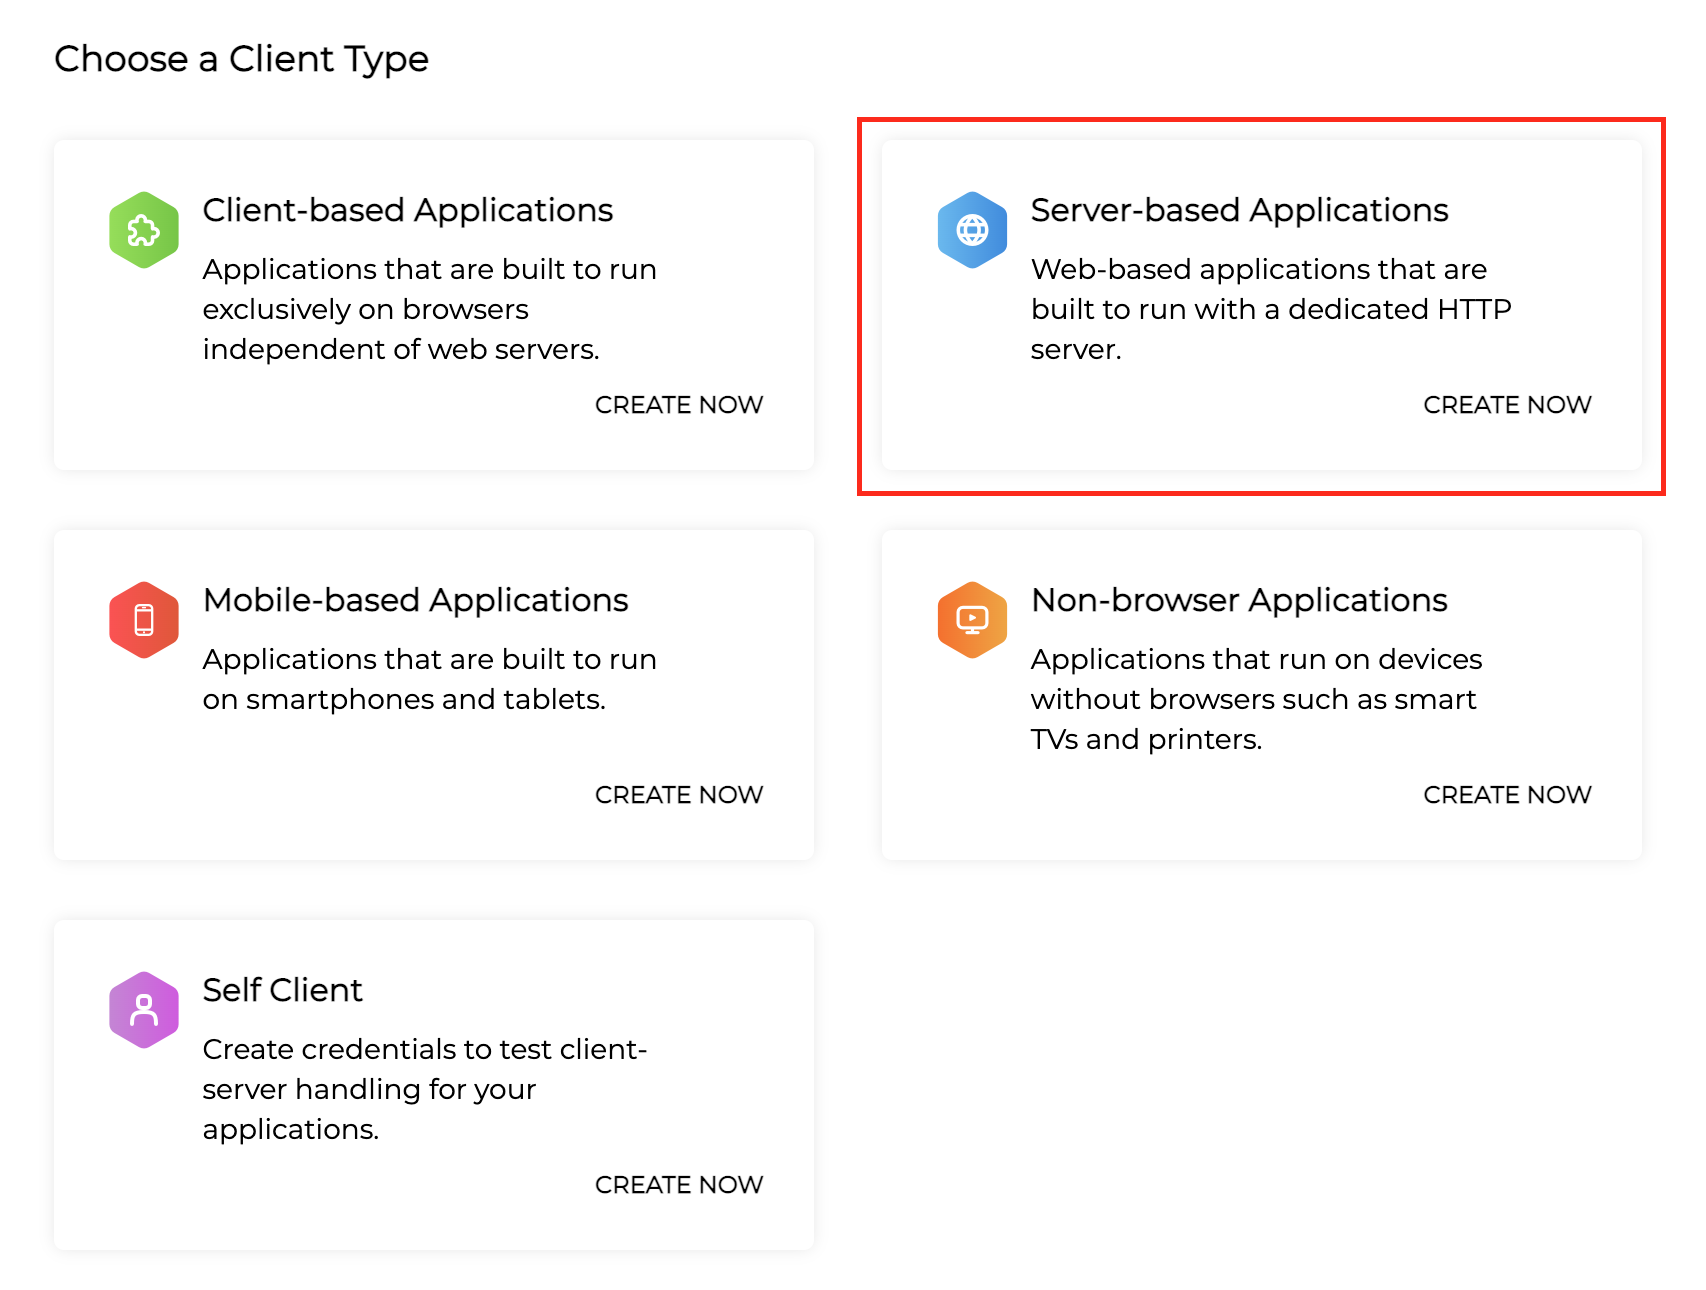 Choose a Client Type
Client-based Applications
Applications that are built to run
exclusively on browsers
independent of web servers.
CREATE NOW
Server-based Applications
Web-based applications that are
built to run with a dedicated HTTP
server.
CREATE NOW
Mobile-based Applications
Applications that are built to run
on smartphones and tablets.
CREATE NOW
Non-browser Applications
Applications that run on devices
without browsers such as smart
TVs and printers.
CREATE NOW
Self Client
Create credentials to test client-
server handling for your
applications.
CREATE NOW